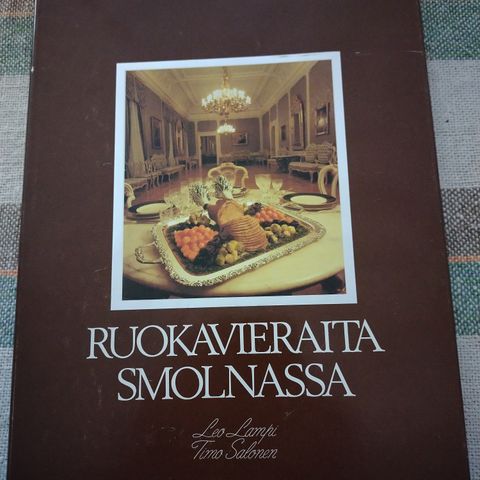 RUOKAVIERAITA
SMOLNASSA
Leo Lampi
Timo Salonen